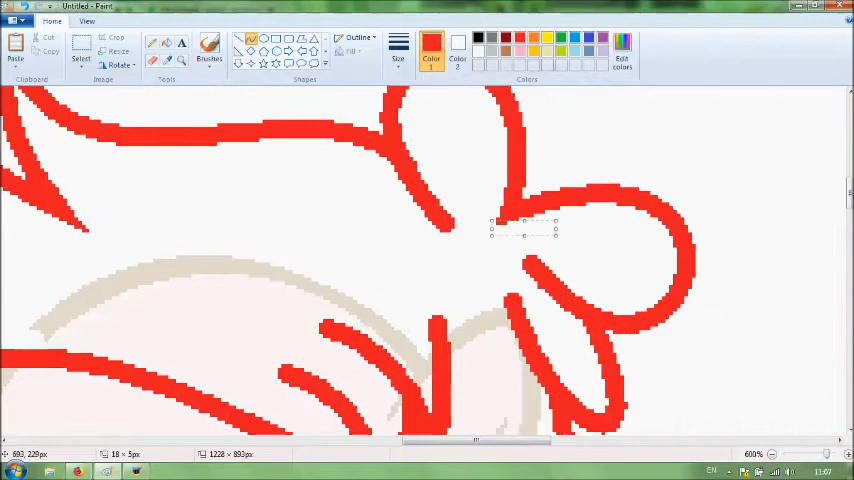 Untitled - Paint
Home View
Paste
Cut
Copy
Clipboard
Select
Crop
Resize
Rotate
Image
A
Tools
Brushes
Outline
Fill
Shapes
Size
Color 1
Color 2
Edit colors
Colors
693, 229px
18 × 5px
1228 × 893px
600%
EN
11:07